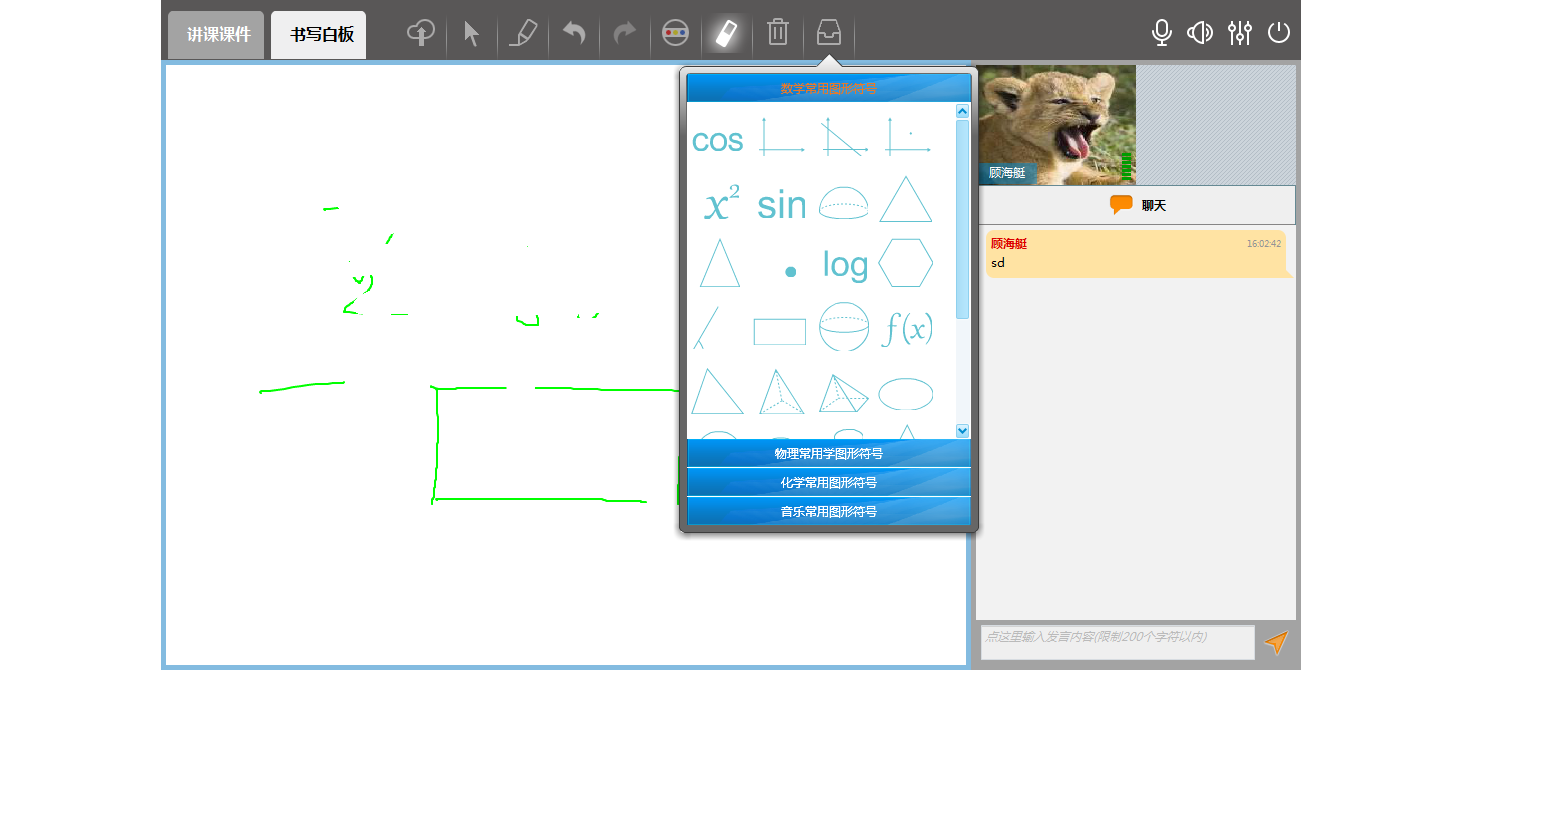 讲课课件
书写白板
数学常用图形符号
cos
x²
sin
log
f(x)
物理常用学图形符号
化学常用图形符号
音乐常用图形符号
顾海艇
聊天
顾海艇
16:02:42
sd
点这里输入发言内容(限制200个字符以内)